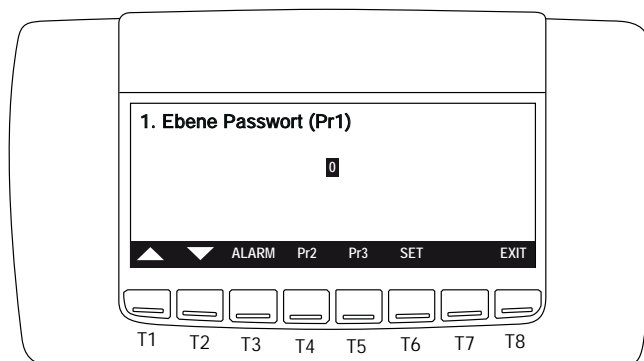 1. Ebene Passwort (Pr1)
0
ALARM Pr2 Pr3 SET EXIT
T1 T2 T3 T4 T5 T6 T7 T8